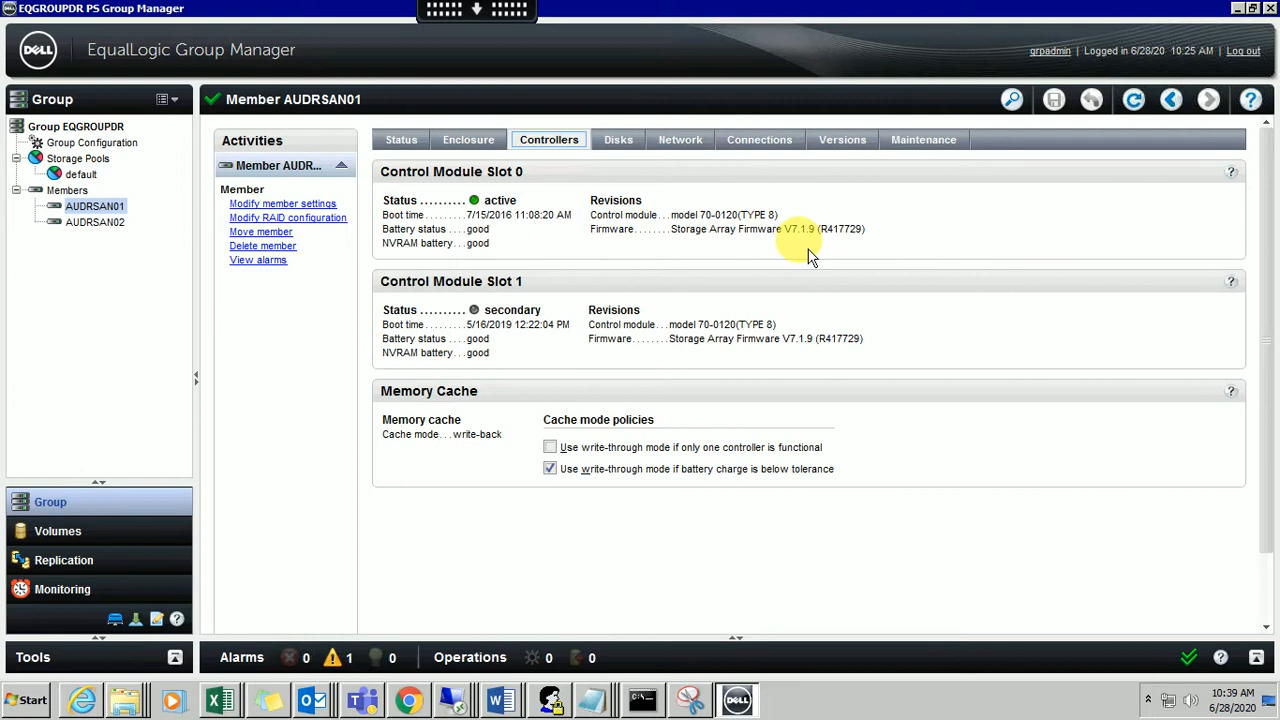 EQGROUPDR PS Group Manager
DELL
EqualLogic Group Manager
grpadmin | Logged in 6/28/20 10:25 AM | Log out
Group
Member AUDRSAN01
Group EQGROUPDR
Group Configuration
Storage Pools
default
Members
AUDRSAN01
AUDRSAN02
Activities
Member AUDR...
Member
Modify member settings
Modify RAID configuration
Move member
Delete member
View alarms
Status Enclosure Controllers Disks Network Connections Versions Maintenance
Control Module Slot 0
Status ......... active Revisions
Boot time ........ 7/15/2016 11:08:20 AM Control module... model 70-0120(TYPE 8)
Battery status ... good Firmware........ Storage Array Firmware V7.1.9 (R417729)
NVRAM battery... good
Control Module Slot 1
Status ......... secondary Revisions
Boot time ........ 5/16/2019 12:22:04 PM Control module... model 70-0120(TYPE 8)
Battery status ... good Firmware....... Storage Array Firmware V7.1.9 (R417729)
NVRAM battery... good
Memory Cache
Memory cache Cache mode policies
Cache mode... write-back
Use write-through mode if only one controller is functional
Use write-through mode if battery charge is below tolerance
Group
Volumes
Replication
Monitoring
Tools
Alarms 0 1 0 Operations 0 0
Start
10:39 AM
6/28/2020